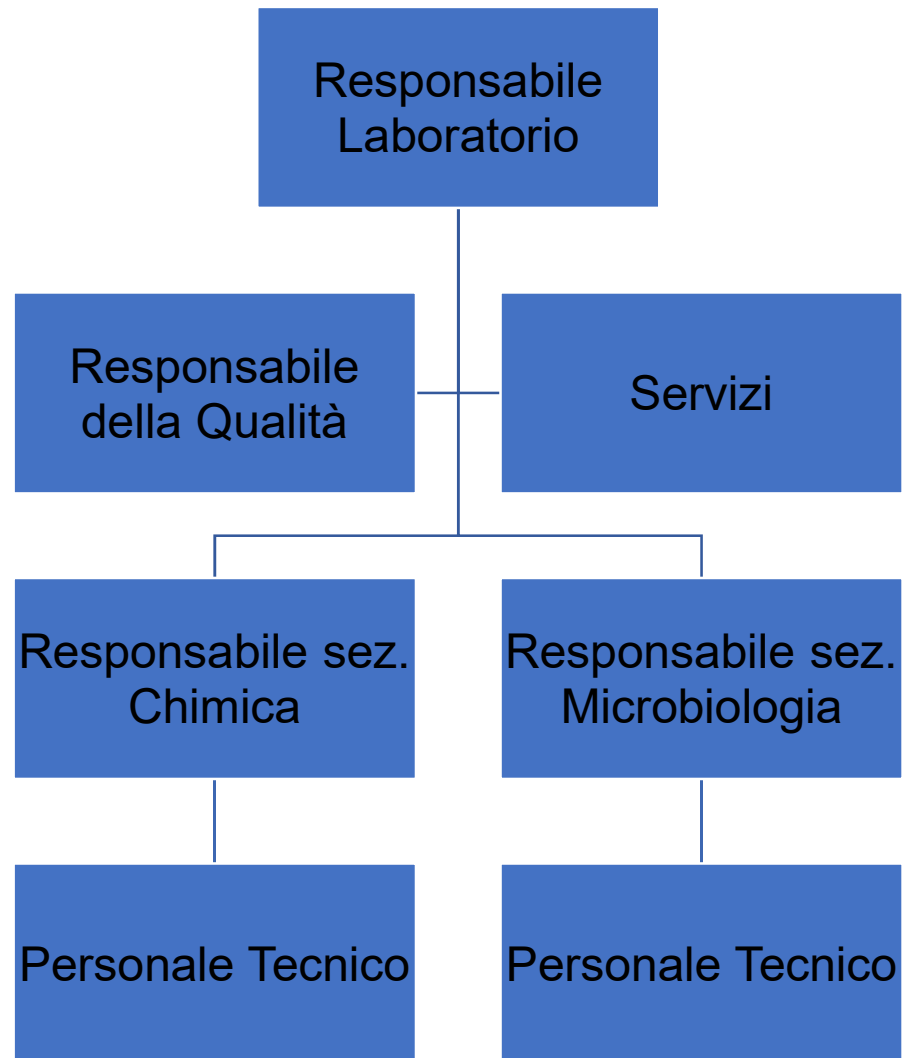 Responsabile
Laboratorio
Responsabile
della Qualità
Servizi
Responsabile sez.
Chimica
Responsabile sez.
Microbiologia
Personale Tecnico
Personale Tecnico